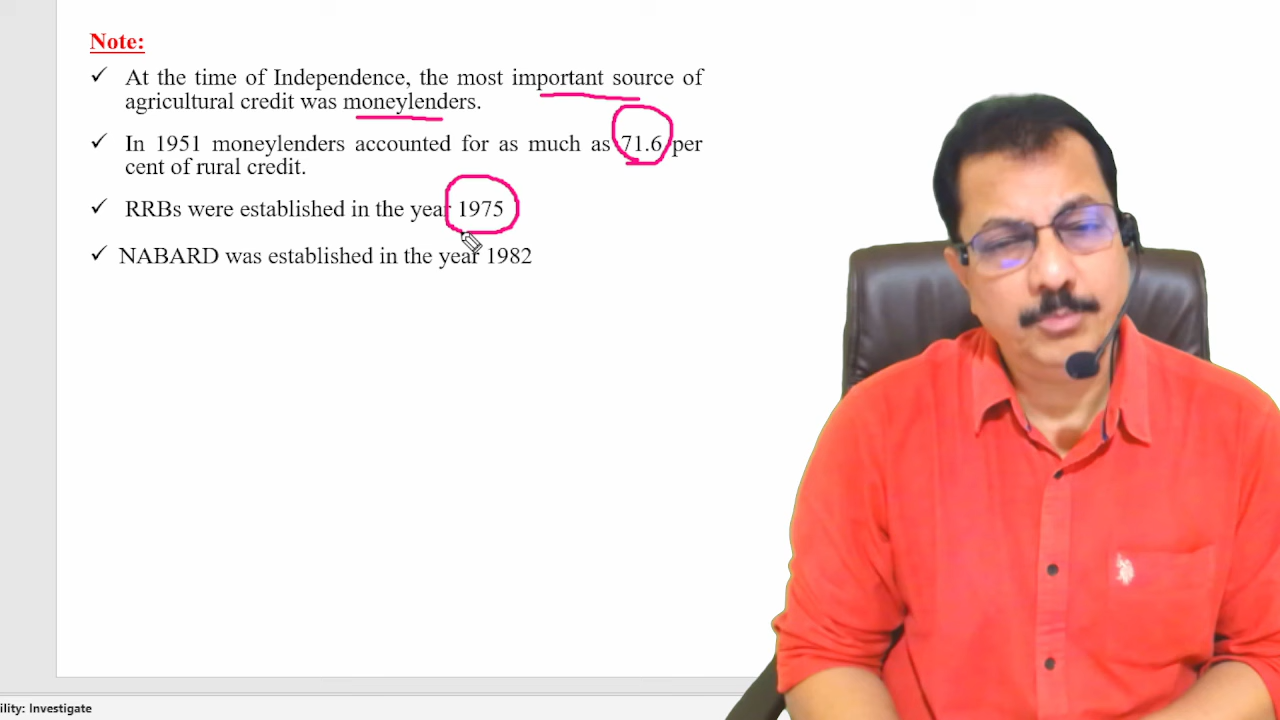 Note:
✓ At the time of Independence, the most important source of
agricultural credit was moneylenders.
✓ In 1951 moneylenders accounted for as much as 71.6 per
cent of rural credit.
✓ RRBs were established in the year 1975
✓ NABARD was established in the year 1982
ility: Investigate